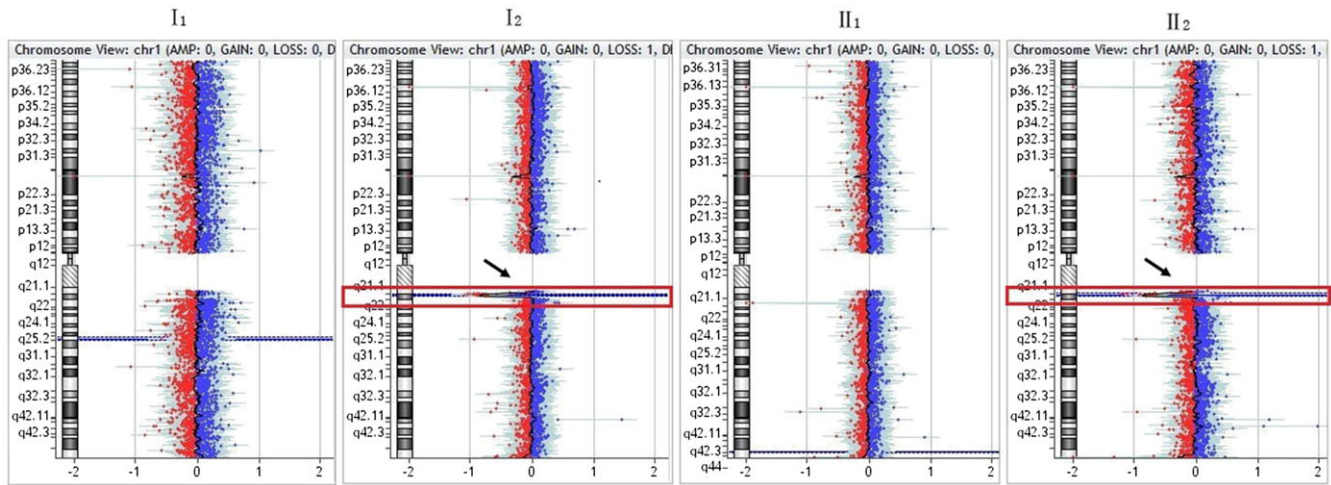 I1
Chromosome View: chr1 (AMP: 0, GAIN: 0, LOSS: 0, D
p36.23
p36.12
p35.2
p34.2
p32.3
p31.3
p22.3
p21.3
p13.3
p12
q12
q21.1
q22
q24.1
q25.2
q31.1
q32.1
q32.3
q42.11
q42.3
-2
-1
0
1
2
I2
Chromosome View: chr1 (AMP: 0, GAIN: 0, LOSS: 1, DI
p36.23
p36.12
p35.2
p34.2
p32.3
p31.3
p22.3
p21.3
p13.3
p12
q12
q21.1
q22
q24.1
q25.2
q31.1
q32.1
q32.3
q42.11
q42.3
-2
-1
0
1
2
II1
Chromosome View: chr1 (AMP: 0, GAIN: 0, LOSS: 0,
p36.31
p36.13
p35.2
p34.2
p32.3
p31.3
p22.3
p21.3
p13.3
p12
q12
q21.1
q22
q24.1
q25.2
q31.1
q32.1
q32.3
q42.11
q42.3
q44
-2
-1
0
1
2
II2
Chromosome View: chr1 (AMP: 0, GAIN: 0, LOSS: 1,
p36.23
p36.12
p35.2
p34.2
p32.3
p31.3
p22.3
p21.3
p13.3
p12
q12
q21.1
q22
q24.1
q25.2
q31.1
q32.1
q32.3
q42.11
q42.3
-2
-1
0
1
2